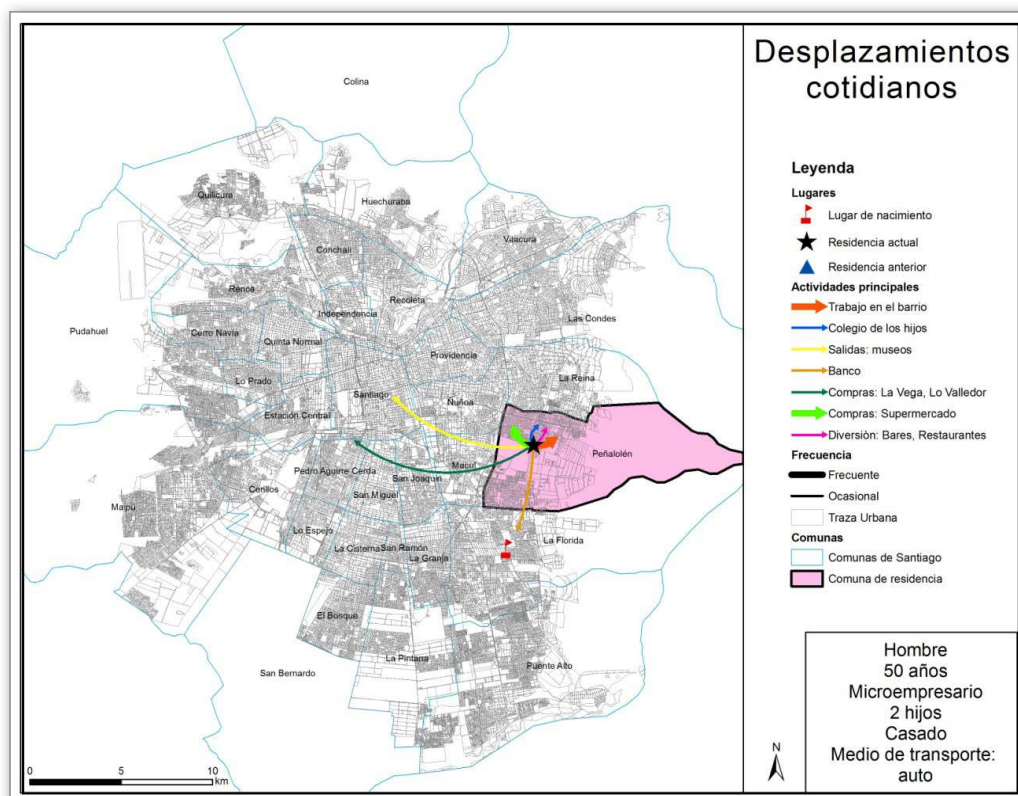 Desplazamientos
cotidianos
Leyenda
Lugares
Lugar de nacimiento
Residencia actual
Residencia anterior
Actividades principales
Trabajo en el barrio
Colegio de los hijos
Salidas: museos
Banco
Compras: La Vega, Lo Valledor
Compras: Supermercado
Diversión: Bares, Restaurantes
Frecuencia
Frecuente
Ocasional
Traza Urbana
Comunas
Comunas de Santiago
Comuna de residencia
Hombre
50 años
Microempresario
2 hijos
Casado
Medio de transporte:
auto
N
Colina
Quilicura
Huechuraba
Vitacura
Conchalí
Renca
Recoleta
Independencia
Las Condes
Pudahuel
Cerro Navia
Quinta Normal
Providencia
Lo Prado
La Reina
Santiago
Ñuñoa
Estación Central
Peñalolén
Pedro Aguirre Cerda
Macul
San Joaquin
Cerrillos
San Miguel
Maipú
Lo Espejo
La Florida
La Cisterna
San Ramón
La Granja
El Bosque
La Pintana
San Bernardo
Puente Alto
0 5 10
km